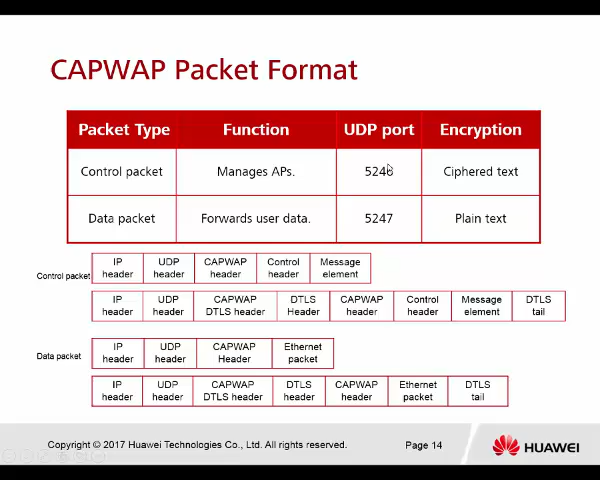 CAPWAP Packet Format
Packet Type Function UDP port Encryption
Control packet Manages APs. 5246 Ciphered text
Data packet Forwards user data. 5247 Plain text
Control packet
IP header UDP header CAPWAP header Control header Message element
IP header UDP header CAPWAP DTLS header DTLS Header CAPWAP header Control header Message element DTLS tail
Data packet
IP header UDP header CAPWAP Header Ethernet packet
IP header UDP header CAPWAP DTLS header DTLS header CAPWAP header Ethernet packet DTLS tail
Copyright © 2017 Huawei Technologies Co., Ltd. All rights reserved. Page 14 HUAWEI